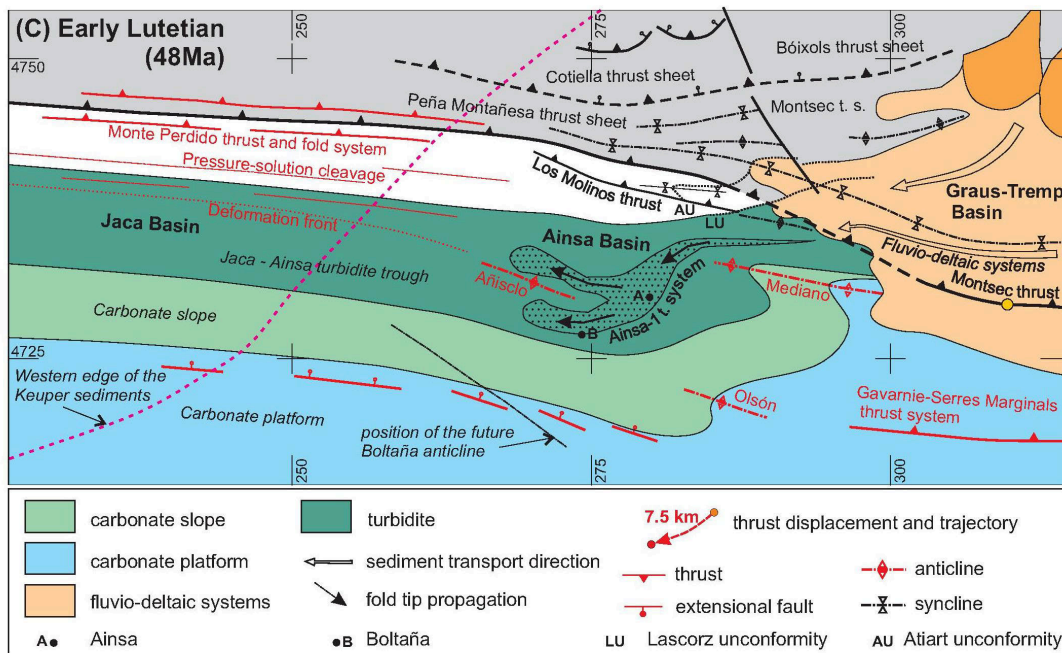 (C) Early Lutetian
(48Ma)
250
275
300
4750
Bóixols thrust sheet
Cotiella thrust sheet
Montsec t. s.
Peña Montañesa thrust sheet
Monte Perdido thrust and fold system
Pressure-solution cleavage
Los Molinos thrust
AU
LU
Graus-Tremp
Basin
Deformation front
Jaca Basin
Ainsa Basin
Fluvio-deltaic systems
Jaca - Ainsa turbidite trough
Montsec thrust
Añisclo
A
Ainsa-1 t. system
Mediano
B
Carbonate slope
4725
Western edge of the
Keuper sediments
Carbonate platform
Olsón
Gavarnie-Serres Marginals
thrust system
position of the future
Boltaña anticline
250
275
300
carbonate slope
turbidite
7.5 km
thrust displacement and trajectory
carbonate platform
sediment transport direction
thrust
anticline
fluvio-deltaic systems
fold tip propagation
extensional fault
syncline
A
Ainsa
B
Boltaña
LU
Lascorz unconformity
AU
Atiart unconformity